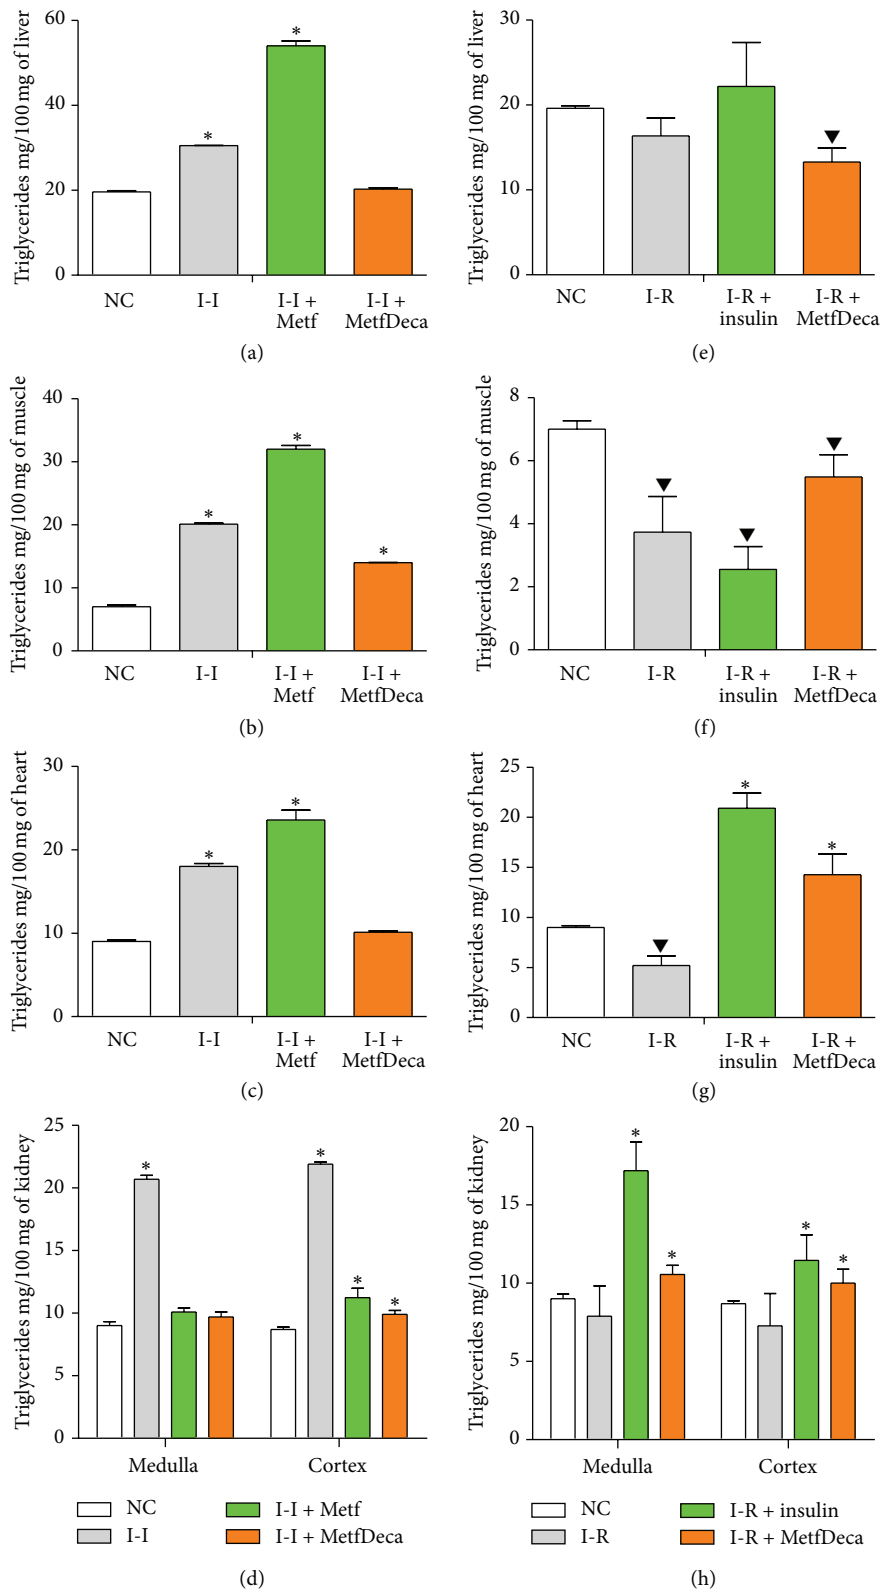 Triglycerides mg/100 mg of liver
60
40
20
0
* * 
NC I-I I-I + Metf I-I + MetfDeca
(a)
Triglycerides mg/100 mg of liver
30
20
10
0
▼
NC I-R I-R + insulin I-R + MetfDeca
(e)
Triglycerides mg/100 mg of muscle
40
30
20
10
0
* * *
NC I-I I-I + Metf I-I + MetfDeca
(b)
Triglycerides mg/100 mg of muscle
8
6
4
2
0
▼ ▼ ▼
NC I-R I-R + insulin I-R + MetfDeca
(f)
Triglycerides mg/100 mg of heart
30
20
10
0
* *
NC I-I I-I + Metf I-I + MetfDeca
(c)
Triglycerides mg/100 mg of heart
25
20
15
10
5
0
▼ * *
NC I-R I-R + insulin I-R + MetfDeca
(g)
Triglycerides mg/100 mg of kidney
25
20
15
10
5
0
* * * *
Medulla Cortex
NC I-I + Metf
I-I I-I + MetfDeca
(d)
Triglycerides mg/100 mg of kidney
20
15
10
5
0
* * * *
Medulla Cortex
NC I-R + insulin
I-R I-R + MetfDeca
(h)